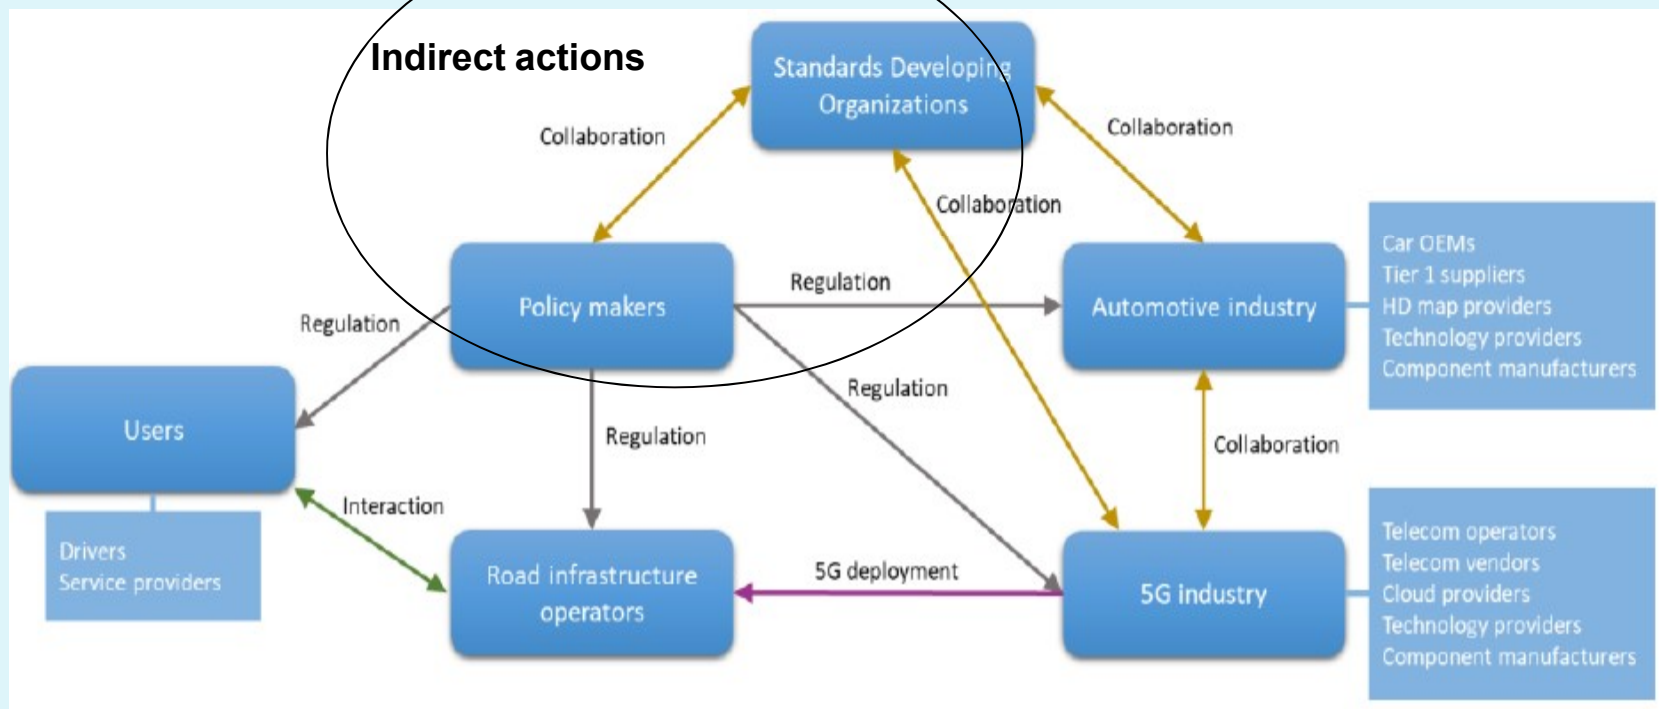 Indirect actions
Standards Developing
Organizations
Collaboration
Collaboration
Collaboration
Policy makers
Regulation
Automotive industry
Car OEMs
Tier 1 suppliers
HD map providers
Technology providers
Component manufacturers
Regulation
Regulation
Users
Regulation
Collaboration
Drivers
Service providers
Interaction
Road infrastructure
operators
5G deployment
5G industry
Telecom operators
Telecom vendors
Cloud providers
Technology providers
Component manufacturers